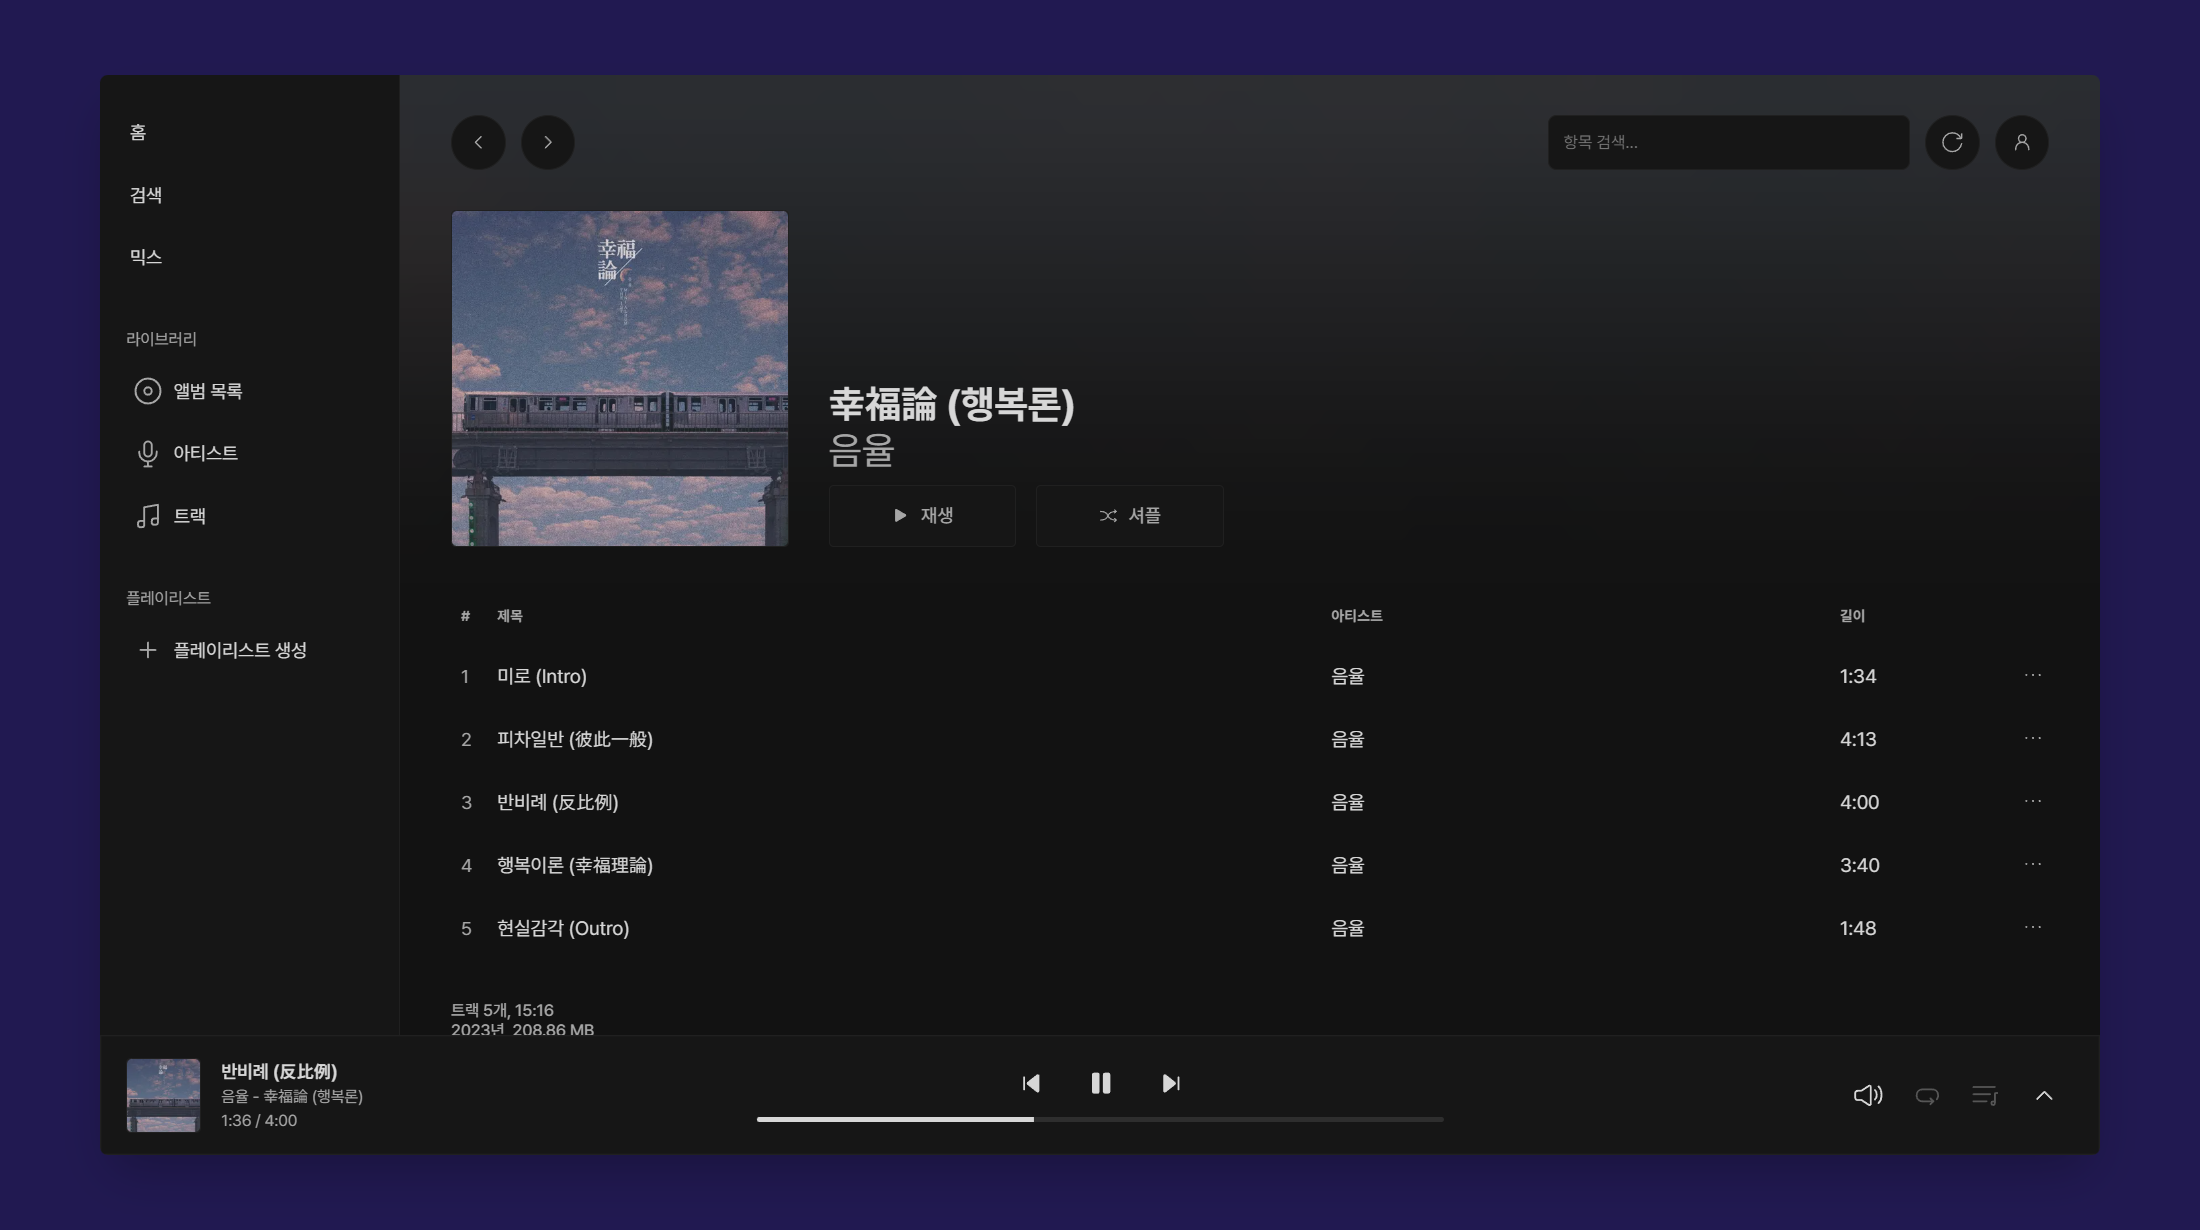 홈
검색
믹스
라이브러리
앨범 목록
아티스트
트랙
플레이리스트
플레이리스트 생성
항목 검색...
幸福
論
幸福論 (행복론)
음율
재생
셔플
# 제목 아티스트 길이
1 미로 (Intro) 음율 1:34 ...
2 피차일반 (彼此一般) 음율 4:13 ...
3 반비례 (反比例) 음율 4:00 ...
4 행복이론 (幸福理論) 음율 3:40 ...
5 현실감각 (Outro) 음율 1:48 ...
트랙 5개, 15:16
2023년, 208.86 MB
반비례 (反比例)
음율 - 幸福論 (행복론)
1:36 / 4:00